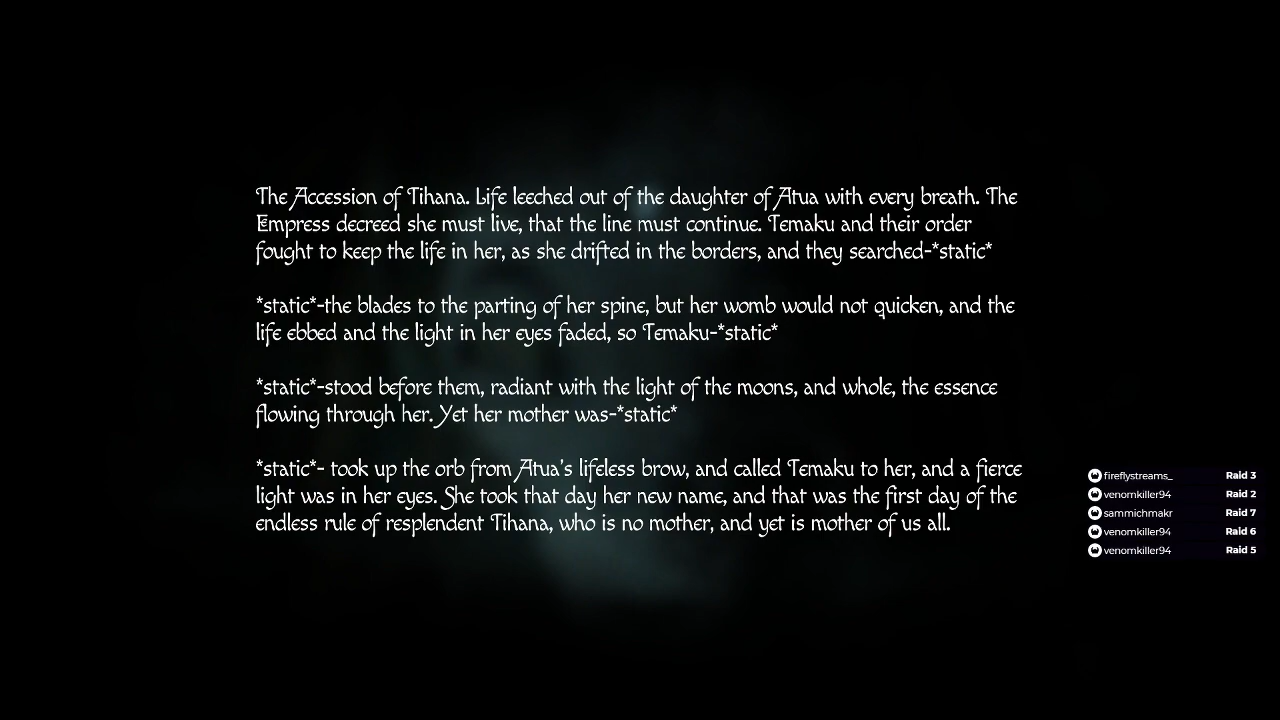 The Accession of Tihana. Life leeched out of the daughter of Atua with every breath. The
Empress decreed she must live, that the line must continue. Temaku and their order
fought to keep the life in her, as she drifted in the borders, and they searched-*static*
*static*-the blades to the parting of her spine, but her womb would not quicken, and the
life ebbed and the light in her eyes faded, so Temaku-*static*
*static*-stood before them, radiant with the light of the moons, and whole, the essence
flowing through her. Yet her mother was-*static*
*static*- took up the orb from Atua's lifeless brow, and called Temaku to her, and a fierce
light was in her eyes. She took that day her new name, and that was the first day of the
endless rule of resplendent Tihana, who is no mother, and yet is mother of us all.
fireflystreams_ Raid 3
venomkiller94 Raid 2
sammichmakr Raid 7
venomkiller94 Raid 6
venomkiller94 Raid 5